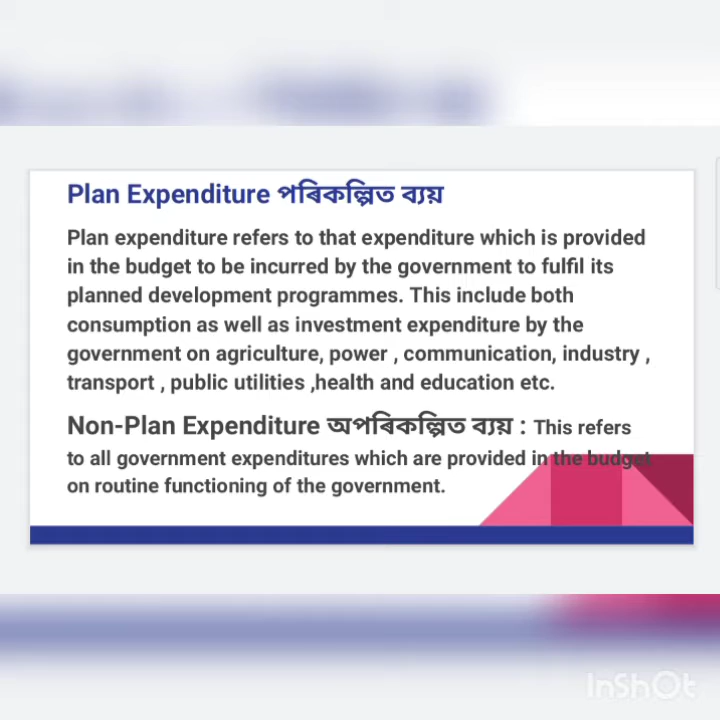 Plan Expenditure পৰিকল্পিত ব্যয়
Plan expenditure refers to that expenditure which is provided
in the budget to be incurred by the government to fulfil its
planned development programmes. This include both
consumption as well as investment expenditure by the
government on agriculture, power , communication, industry ,
transport , public utilities ,health and education etc.
Non-Plan Expenditure অপৰিকল্পিত ব্যয় : This refers
to all government expenditures which are provided in the budget
on routine functioning of the government.
InShOt